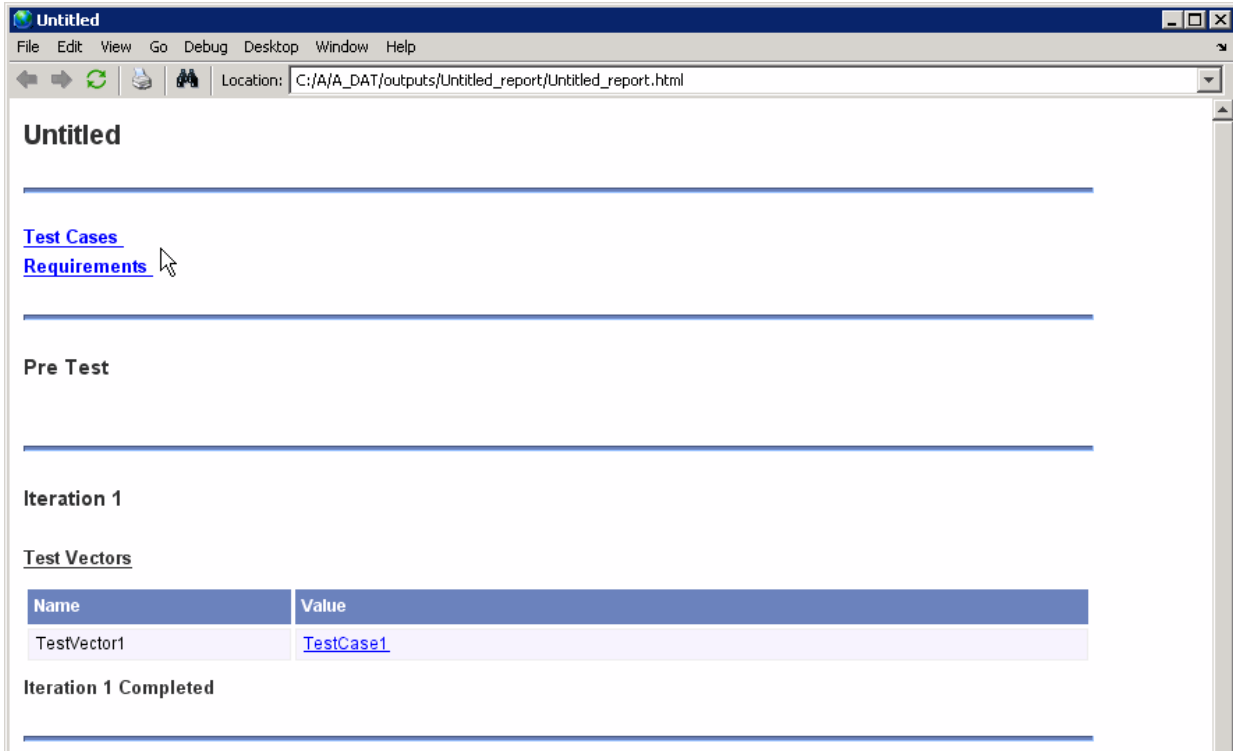 Untitled
File Edit View Go Debug Desktop Window Help
Location: C:/A/A_DAT/outputs/Untitled_report/Untitled_report.html
Untitled
Test Cases
Requirements
Pre Test
Iteration 1
Test Vectors
Name Value
TestVector1 TestCase1
Iteration 1 Completed